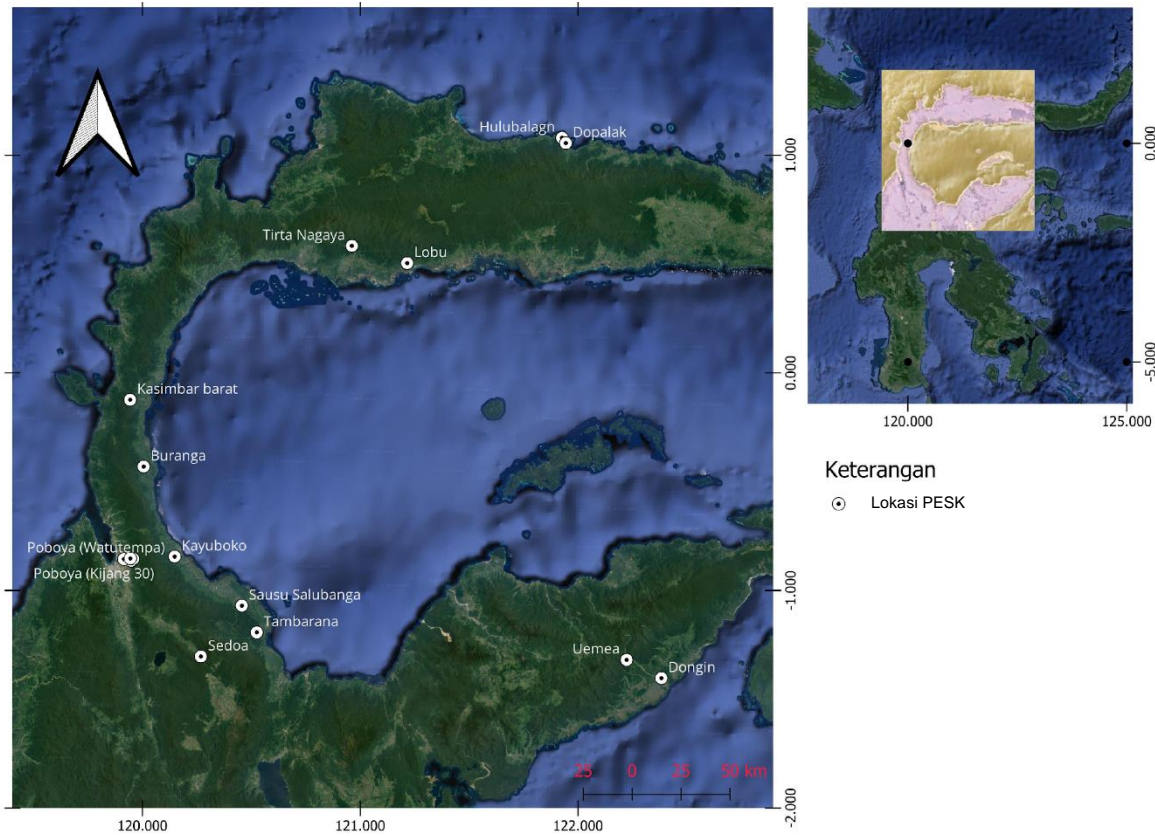 Hulubalagn
Dopalak
Tirta Nagaya
Lobu
Kasimbar barat
Buranga
Poboya (Watutempa)
Kayuboko
Poboya (Kijang 30)
Sausu Salubanga
Tambarana
Sedoa
Uemea
Dongin
25 0 25 50 km
1.000
0.000
-1.000
-2.000
120.000 121.000 122.000
0.000
-5.000
120.000 125.000
Keterangan
Lokasi PESK